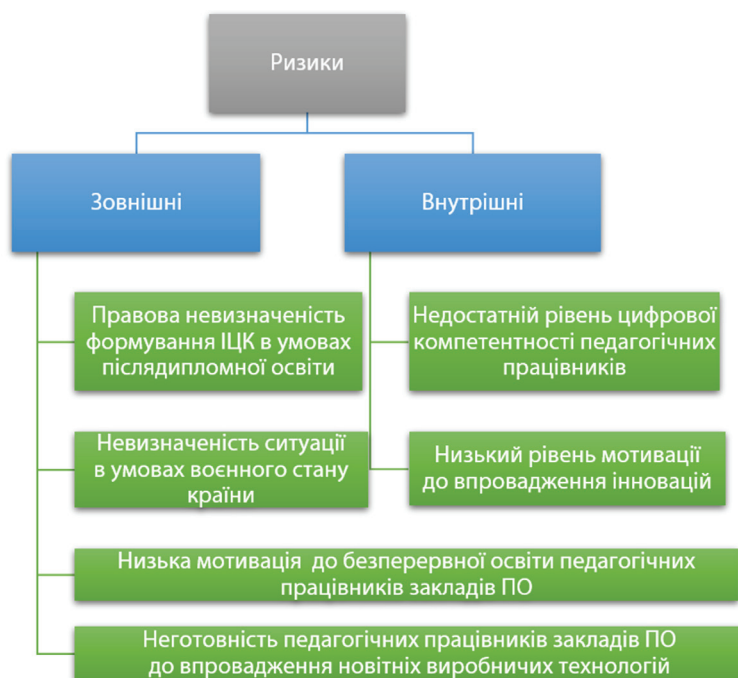 Ризики
Зовнішні
Внутрішні
Правова невизначеність
формування ІЦК в умовах
післядипломної освіти
Невизначеність ситуації
в умовах воєнного стану
країни
Низька мотивація до безперервної освіти педагогічних
працівників закладів ПО
Неготовність педагогічних працівників закладів ПО
до впровадження новітніх виробничих технологій
Недостатній рівень цифрової
компетентності педагогічних
працівників
Низький рівень мотивації
до впровадження інновацій